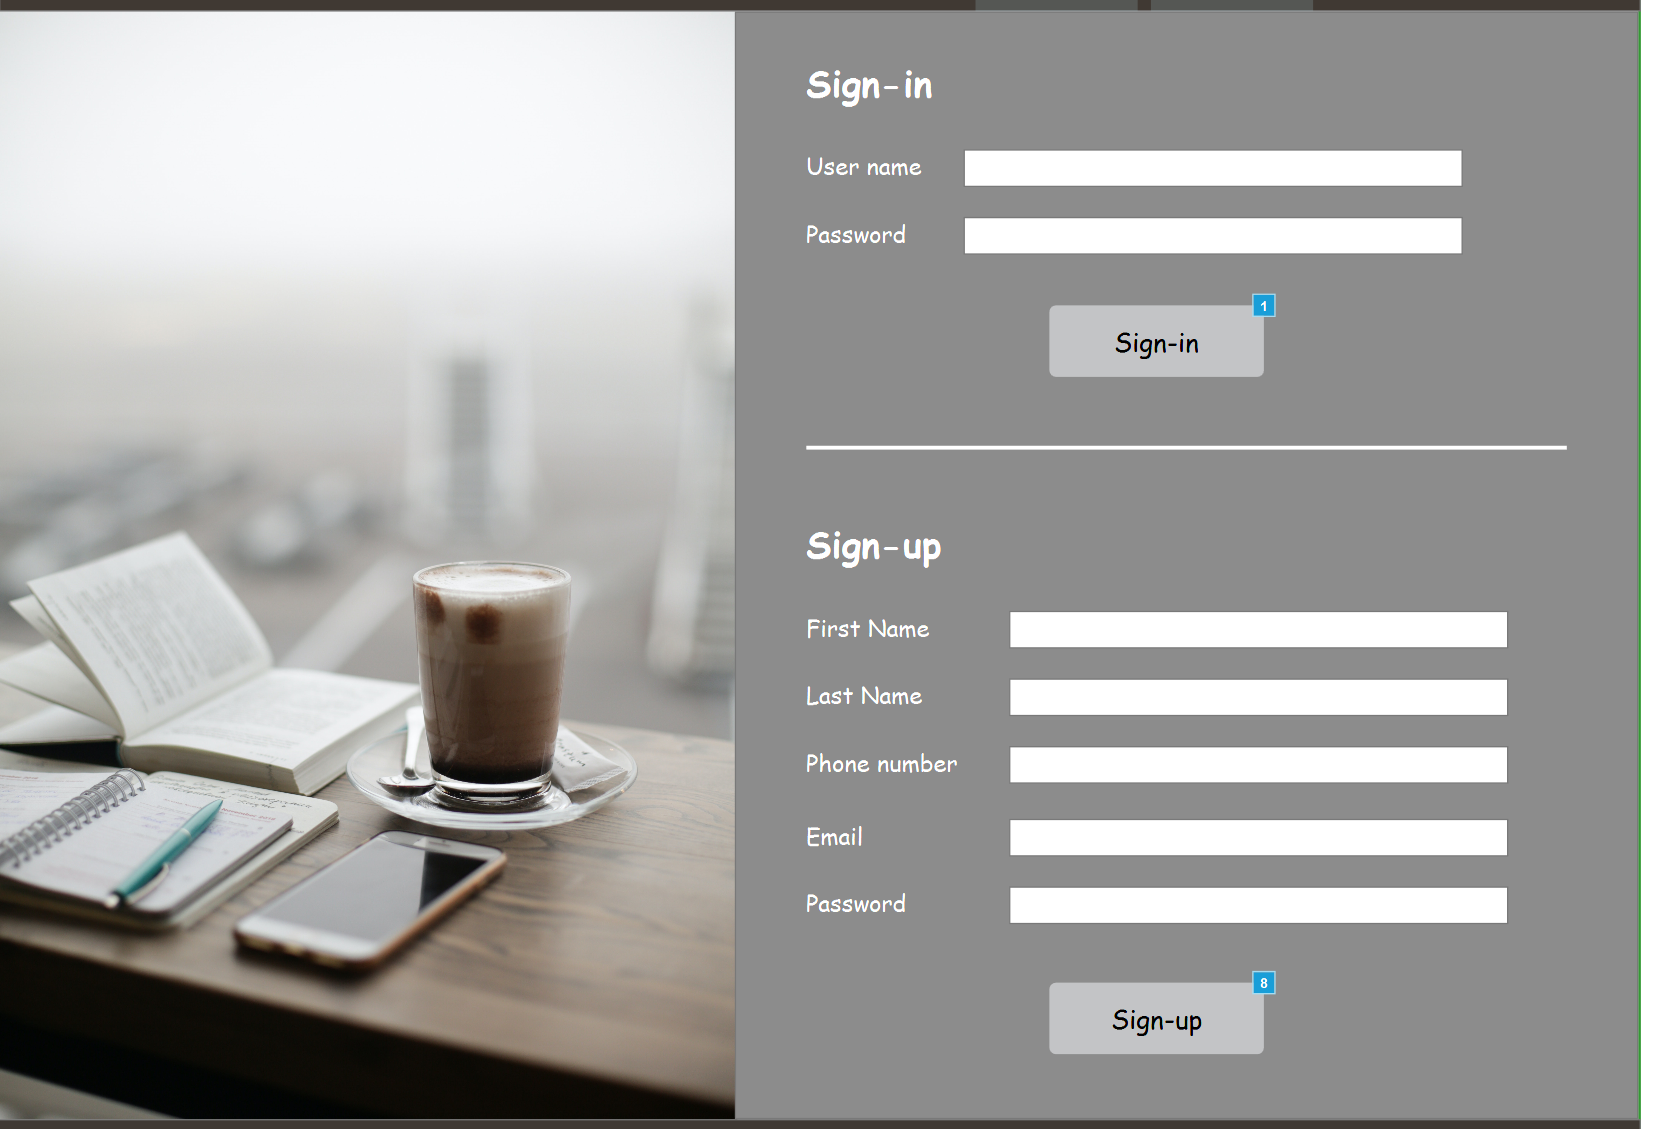 Sign-in
User name
Password
1
Sign-in
Sign-up
First Name
Last Name
Phone number
Email
Password
8
Sign-up